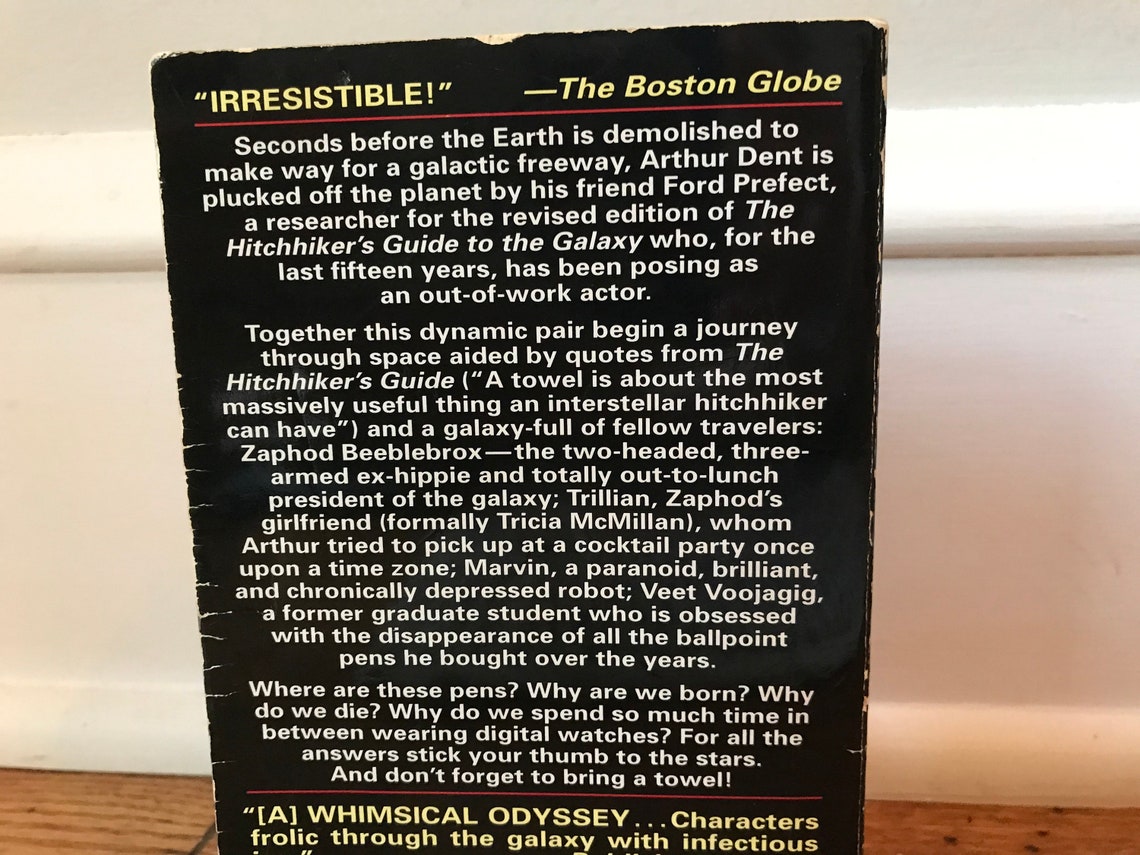 "IRRESISTIBLE!" —The Boston Globe
Seconds before the Earth is demolished to
make way for a galactic freeway, Arthur Dent is
plucked off the planet by his friend Ford Prefect,
a researcher for the revised edition of The
Hitchhiker's Guide to the Galaxy who, for the
last fifteen years, has been posing as
an out-of-work actor.
Together this dynamic pair begin a journey
through space aided by quotes from The
Hitchhiker's Guide ("A towel is about the most
massively useful thing an interstellar hitchhiker
can have") and a galaxy-full of fellow travelers:
Zaphod Beeblebrox—the two-headed, three-
armed ex-hippie and totally out-to-lunch
president of the galaxy; Trillian, Zaphod's
girlfriend (formally Tricia McMillan), whom
Arthur tried to pick up at a cocktail party once
upon a time zone; Marvin, a paranoid, brilliant,
and chronically depressed robot; Veet Voojagig,
a former graduate student who is obsessed
with the disappearance of all the ballpoint
pens he bought over the years.
Where are these pens? Why are we born? Why
do we die? Why do we spend so much time in
between wearing digital watches? For all the
answers stick your thumb to the stars.
And don't forget to bring a towel!
"[A] WHIMSICAL ODYSSEY...Characters
frolic through the galaxy with infectious